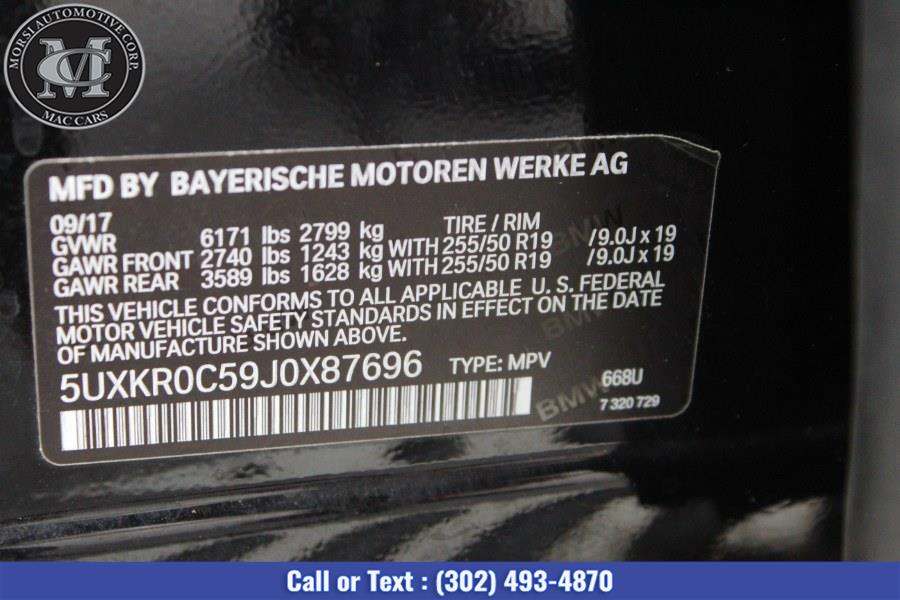 MORSI AUTOMOTIVE CORP.
MC
MAC CARS
MFD BY BAYERISCHE MOTOREN WERKE AG
09/17 TIRE / RIM
GVWR 6171 lbs 2799 kg
GAWR FRONT 2740 lbs 1243 kg WITH 255/50 R19 /9.0J x 19
GAWR REAR 3589 lbs 1628 kg WITH 255/50 R19 /9.0J x 19
THIS VEHICLE CONFORMS TO ALL APPLICABLE U. S. FEDERAL
MOTOR VEHICLE SAFETY STANDARDS IN EFFECT ON THE DATE
OF MANUFACTURE SHOWN ABOVE.
5UXKR0C59J0X87696 TYPE: MPV 668U
7 320 729
BMW
BMW
BMW
Call or Text : (302) 493-4870